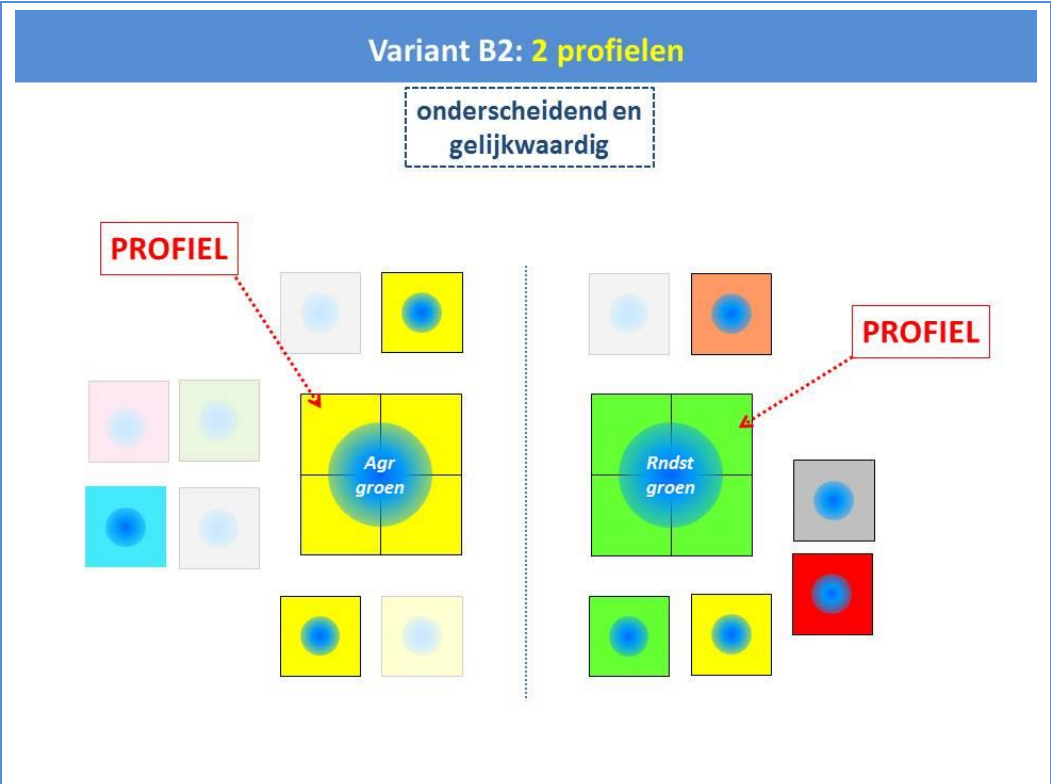 Variant B2: 2 profielen
onderscheidend en
gelijkwaardig
PROFIEL
PROFIEL
Agr
groen
Rndst
groen